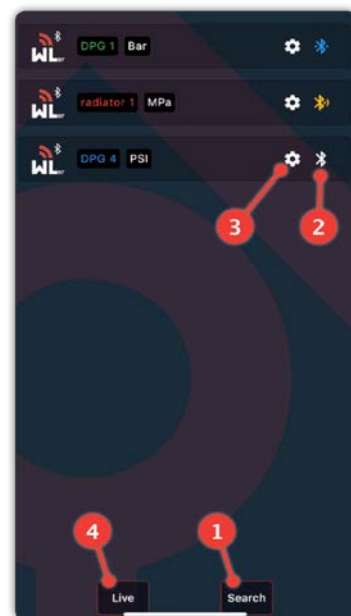 WL DPG 1 Bar
WL radiator 1 MPa
WL DPG 4 PSI
3 2
4 1
Live Search